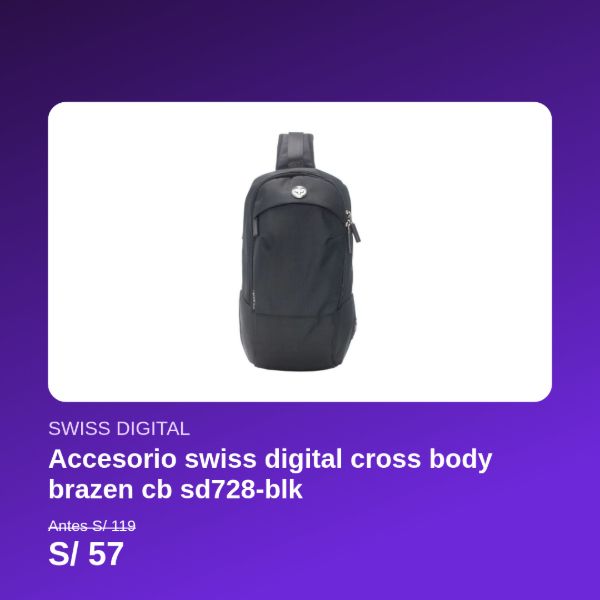 SWISS DIGITAL
Accesorio swiss digital cross body
brazen cb sd728-blk
Antes S/ 119
S/ 57